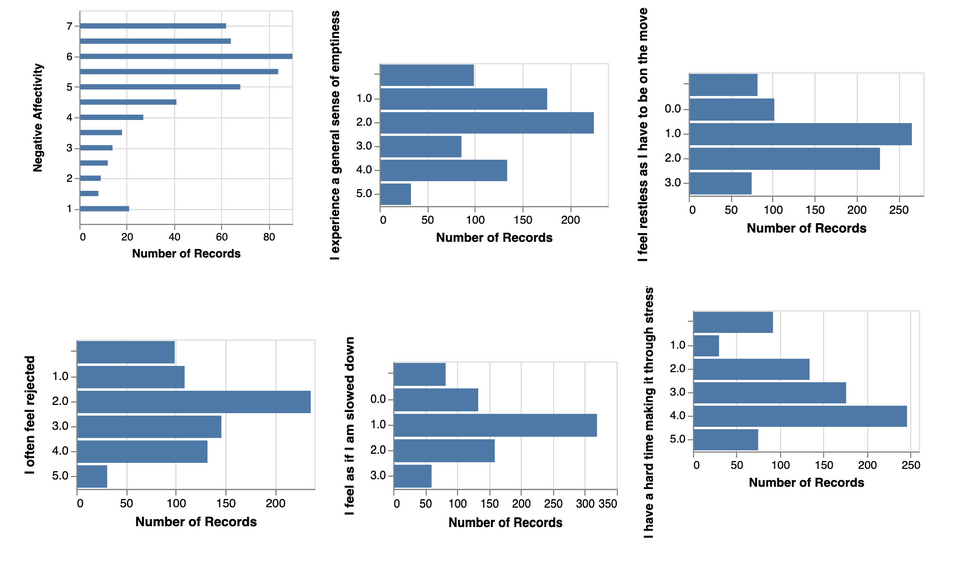 Negative Affectivity
7
6
5
4
3
2
1
0 20 40 60 80
Number of Records
I experience a general sense of emptiness
1.0
2.0
3.0
4.0
5.0
0 50 100 150 200
Number of Records
I feel restless as I have to be on the move
0.0
1.0
2.0
3.0
0 50 100 150 200 250
Number of Records
I often feel rejected
1.0
2.0
3.0
4.0
5.0
0 50 100 150 200
Number of Records
I feel as if I am slowed down
0.0
1.0
2.0
3.0
0 50 100 150 200 250 300 350
Number of Records
I have a hard time making it through stress
1.0
2.0
3.0
4.0
5.0
0 50 100 150 200 250
Number of Records